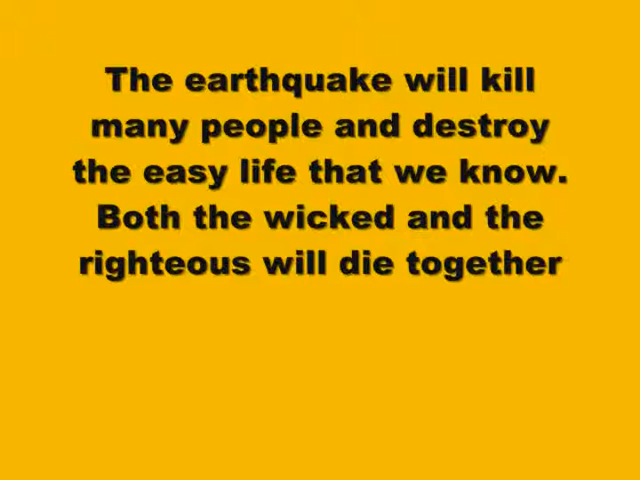 The earthquake will kill
many people and destroy
the easy life that we know.
Both the wicked and the
righteous will die together